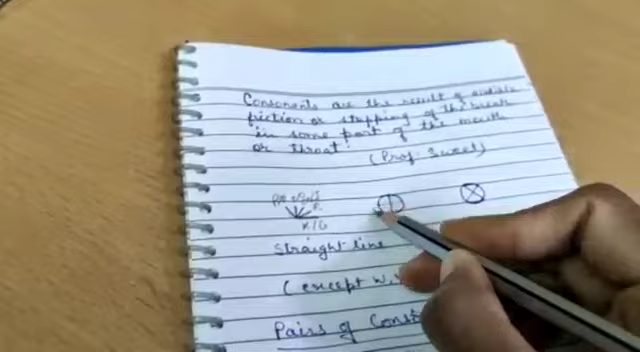 Consonants are the result of audible
friction or stopping of the breath
in some part of the mouth
or throat.
(Prof. Sweet)
K/G
Straight line
(except W,
Pairs of Conso